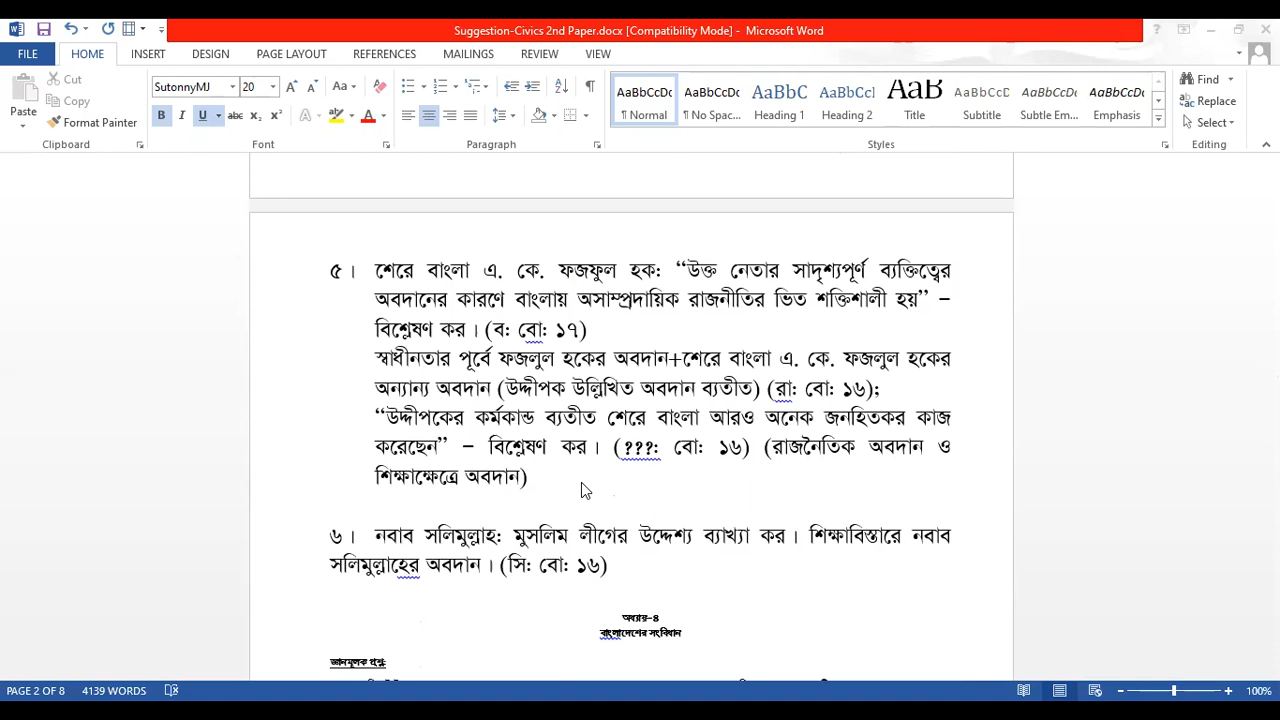 Suggestion-Civics 2nd Paper.docx [Compatibility Mode] - Microsoft Word
FILE HOME INSERT DESIGN PAGE LAYOUT REFERENCES MAILINGS REVIEW VIEW
Paste Cut Copy Format Painter
SutonnyMJ 20
AaBbCcDc AaBbCcDc AaBbC AaBbCcI AaB AaBbCcD AaBbCcDc AaBbCcDc
¶ Normal ¶ No Spac... Heading 1 Heading 2 Title Subtitle Subtle Em... Emphasis
Find Replace Select
Clipboard Font Paragraph Styles Editing
৫। শেরে বাংলা এ. কে. ফজফুল হক: “উক্ত নেতার সাদৃশ্যপূর্ণ ব্যক্তিত্বের
অবদানের কারণে বাংলায় অসাম্প্রদায়িক রাজনীতির ভিত শক্তিশালী হয়” –
বিশ্লেষণ কর। (ব: বো: ১৭)
স্বাধীনতার পূর্বে ফজলুল হকের অবদান+শেরে বাংলা এ. কে. ফজলুল হকের
অন্যান্য অবদান (উদ্দীপক উল্লিখিত অবদান ব্যতীত) (রা: বো: ১৬);
“উদ্দীপকের কর্মকান্ড ব্যতীত শেরে বাংলা আরও অনেক জনহিতকর কাজ
করেছেন” – বিশ্লেষণ কর। (???: বো: ১৬) (রাজনৈতিক অবদান ও
শিক্ষাক্ষেত্রে অবদান)
৬। নবাব সলিমুল্লাহ: মুসলিম লীগের উদ্দেশ্য ব্যাখ্যা কর। শিক্ষাবিস্তারে নবাব
সলিমুল্লাহের অবদান। (সি: বো: ১৬)
অধ্যায়-৪
বাংলাদেশের সংবিধান
জ্ঞানমূলক প্রশ্ন:
PAGE 2 OF 8 4139 WORDS 100%